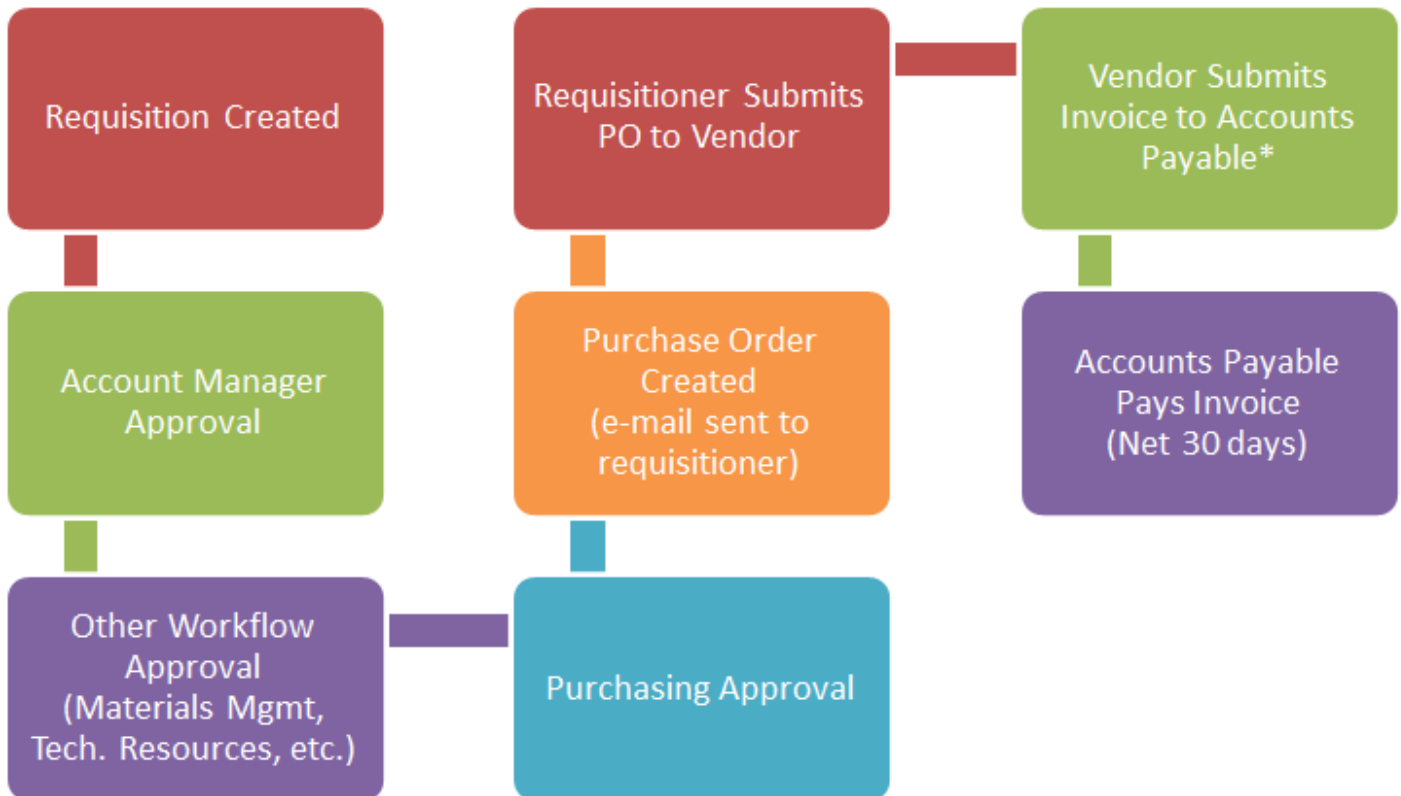 Requisition Created
Account Manager
Approval
Other Workflow
Approval
(Materials Mgmt,
Tech. Resources, etc.)
Purchasing Approval
Purchase Order
Created
(e-mail sent to
requisitioner)
Requisitioner Submits
PO to Vendor
Vendor Submits
Invoice to Accounts
Payable*
Accounts Payable
Pays Invoice
(Net 30 days)